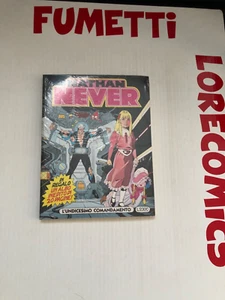 FUMETTI
LORECOMICS
NATHAN
NEVER
L'UNDICESIMO COMANDAMENTO